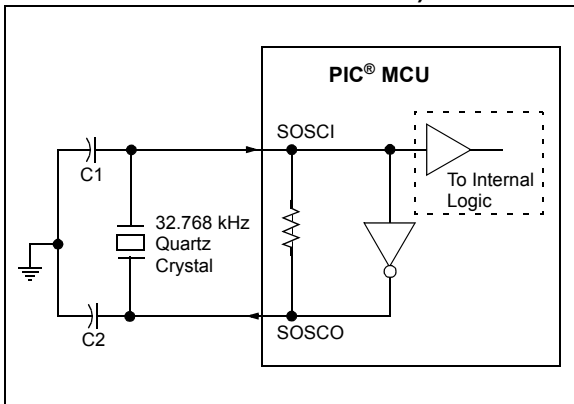 PIC® MCU
SOSCI
C1
To Internal
Logic
32.768 kHz
Quartz
Crystal
C2
SOSCO